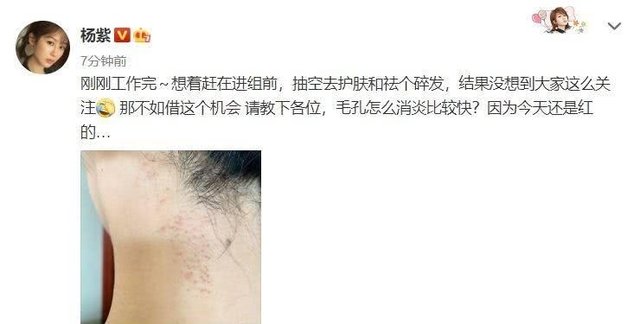 杨紫
7分钟前
刚刚工作完～想着赶在进组前，抽空去护肤和祛个碎发，结果没想到大家这么关
注 那不如借这个机会 请教下各位，毛孔怎么消炎比较快？因为今天还是红
的...